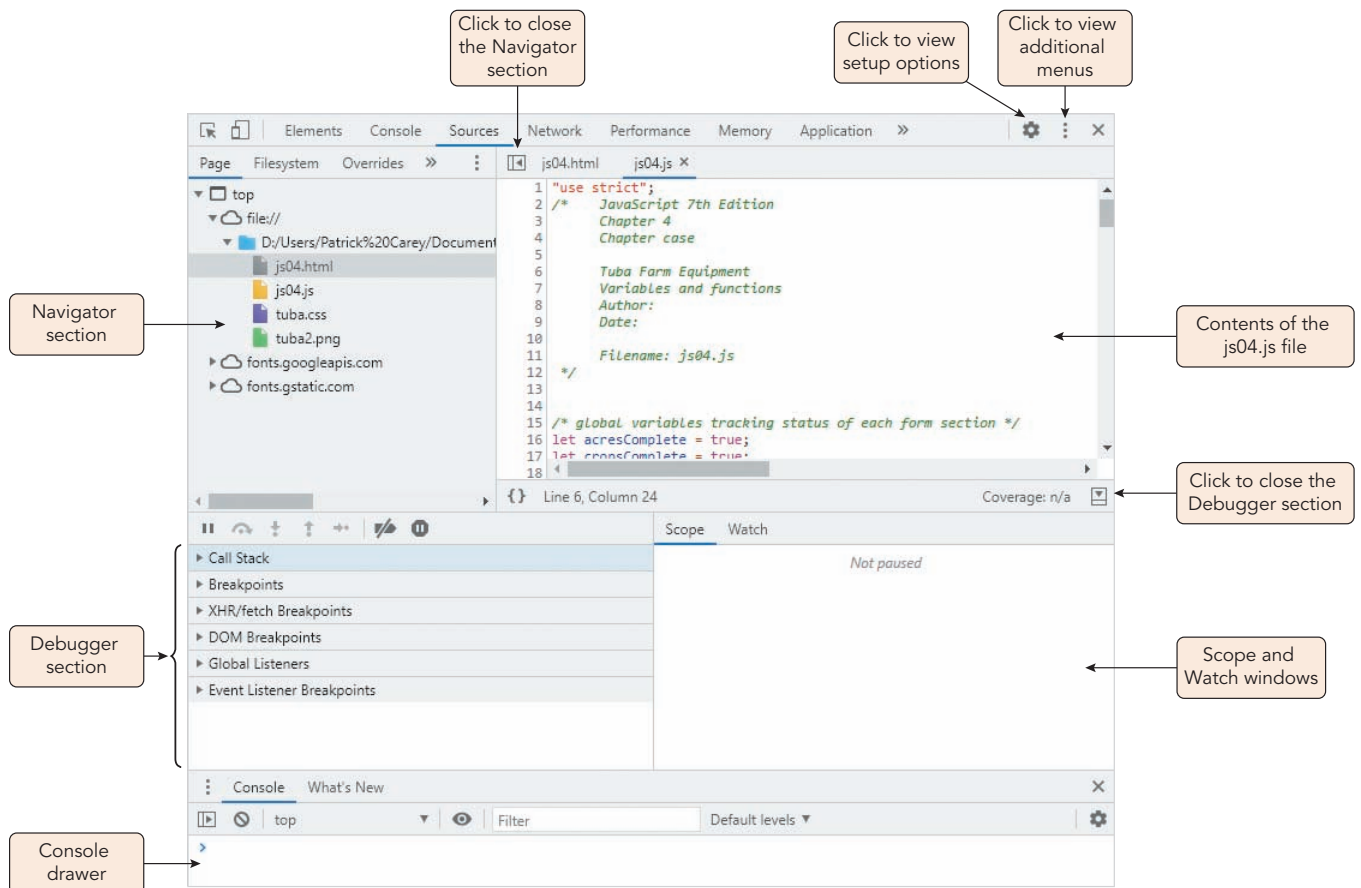 Click to close
the Navigator
section
Click to view
setup options
Click to view
additional
menus
Elements Console Sources Network Performance Memory Application »
Page Filesystem Overrides »
js04.html js04.js ×
top
file://
D:/Users/Patrick%20Carey/Document
js04.html
js04.js
tuba.css
tuba2.png
fonts.googleapis.com
fonts.gstatic.com
1 "use strict";
2 /* JavaScript 7th Edition
3 Chapter 4
4 Chapter case
5
6 Tuba Farm Equipment
7 Variables and functions
8 Author:
9 Date:
10
11 Filename: js04.js
12 */
13
14
15 /* global variables tracking status of each form section */
16 let acresComplete = true;
17 let cropsComplete = true;
18
{} Line 6, Column 24 Coverage: n/a
Navigator
section
Contents of the
js04.js file
Click to close the
Debugger section
Scope Watch
Not paused
Call Stack
Breakpoints
XHR/fetch Breakpoints
DOM Breakpoints
Global Listeners
Event Listener Breakpoints
Debugger
section
Scope and
Watch windows
Console What's New
top Filter Default levels
>
Console
drawer